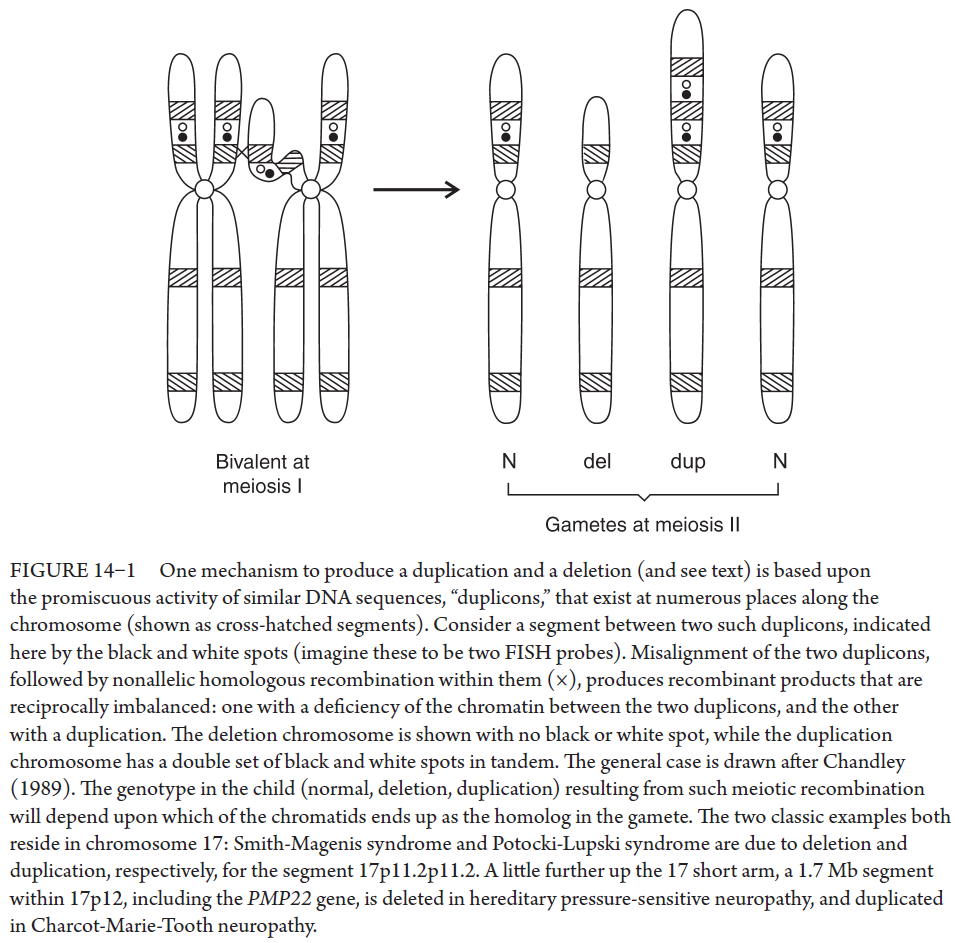 Bivalent at
meiosis I
N del dup N
Gametes at meiosis II
FIGURE 14–1 One mechanism to produce a duplication and a deletion (and see text) is based upon
the promiscuous activity of similar DNA sequences, “duplicons,” that exist at numerous places along the
chromosome (shown as cross-hatched segments). Consider a segment between two such duplicons, indicated
here by the black and white spots (imagine these to be two FISH probes). Misalignment of the two duplicons,
followed by nonallelic homologous recombination within them (×), produces recombinant products that are
reciprocally imbalanced: one with a deficiency of the chromatin between the two duplicons, and the other
with a duplication. The deletion chromosome is shown with no black or white spot, while the duplication
chromosome has a double set of black and white spots in tandem. The general case is drawn after Chandley
(1989). The genotype in the child (normal, deletion, duplication) resulting from such meiotic recombination
will depend upon which of the chromatids ends up as the homolog in the gamete. The two classic examples both
reside in chromosome 17: Smith-Magenis syndrome and Potocki-Lupski syndrome are due to deletion and
duplication, respectively, for the segment 17p11.2p11.2. A little further up the 17 short arm, a 1.7 Mb segment
within 17p12, including the PMP22 gene, is deleted in hereditary pressure-sensitive neuropathy, and duplicated
in Charcot-Marie-Tooth neuropathy.